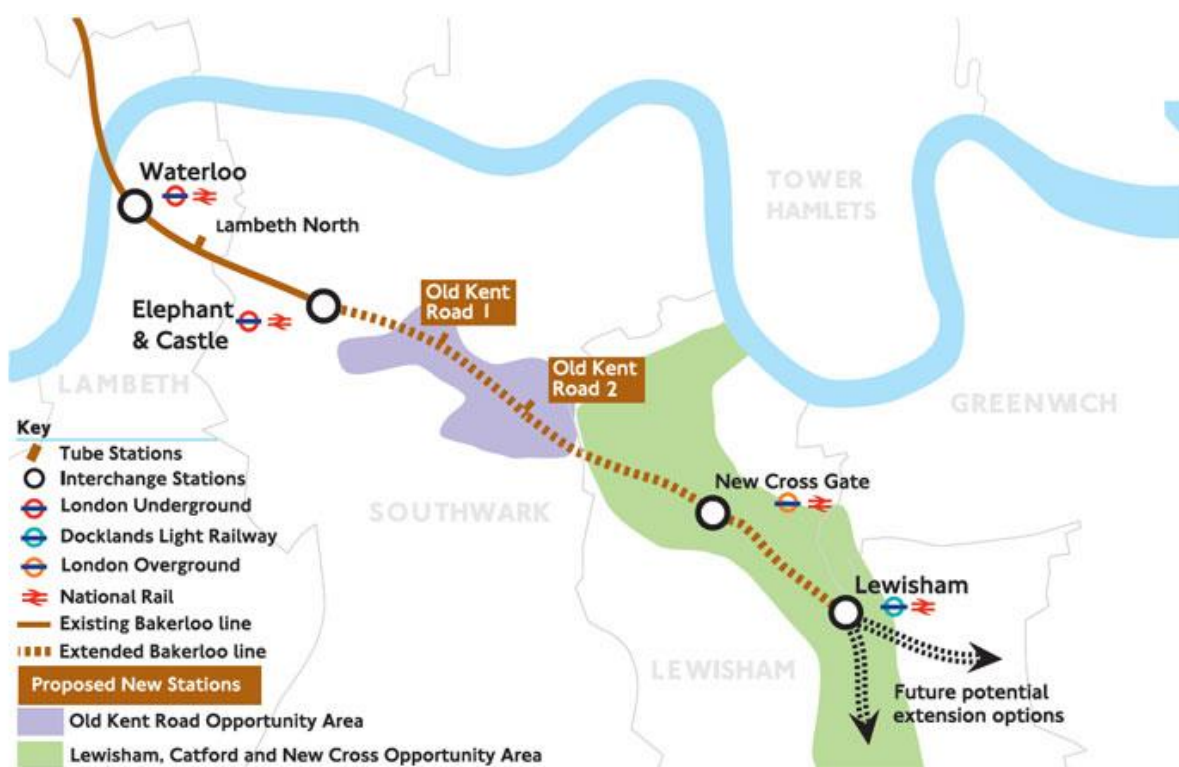 Waterloo
Lambeth North
TOWER
HAMLETS
Elephant
& Castle
Old Kent
Road 1
Old Kent
Road 2
LAMBETH
GREENWICH
Key
Tube Stations
Interchange Stations
London Underground
Docklands Light Railway
London Overground
National Rail
Existing Bakerloo line
Extended Bakerloo line
Proposed New Stations
Old Kent Road Opportunity Area
Lewisham, Catford and New Cross Opportunity Area
SOUTHWARK
New Cross Gate
Lewisham
LEWISHAM
Future potential
extension options